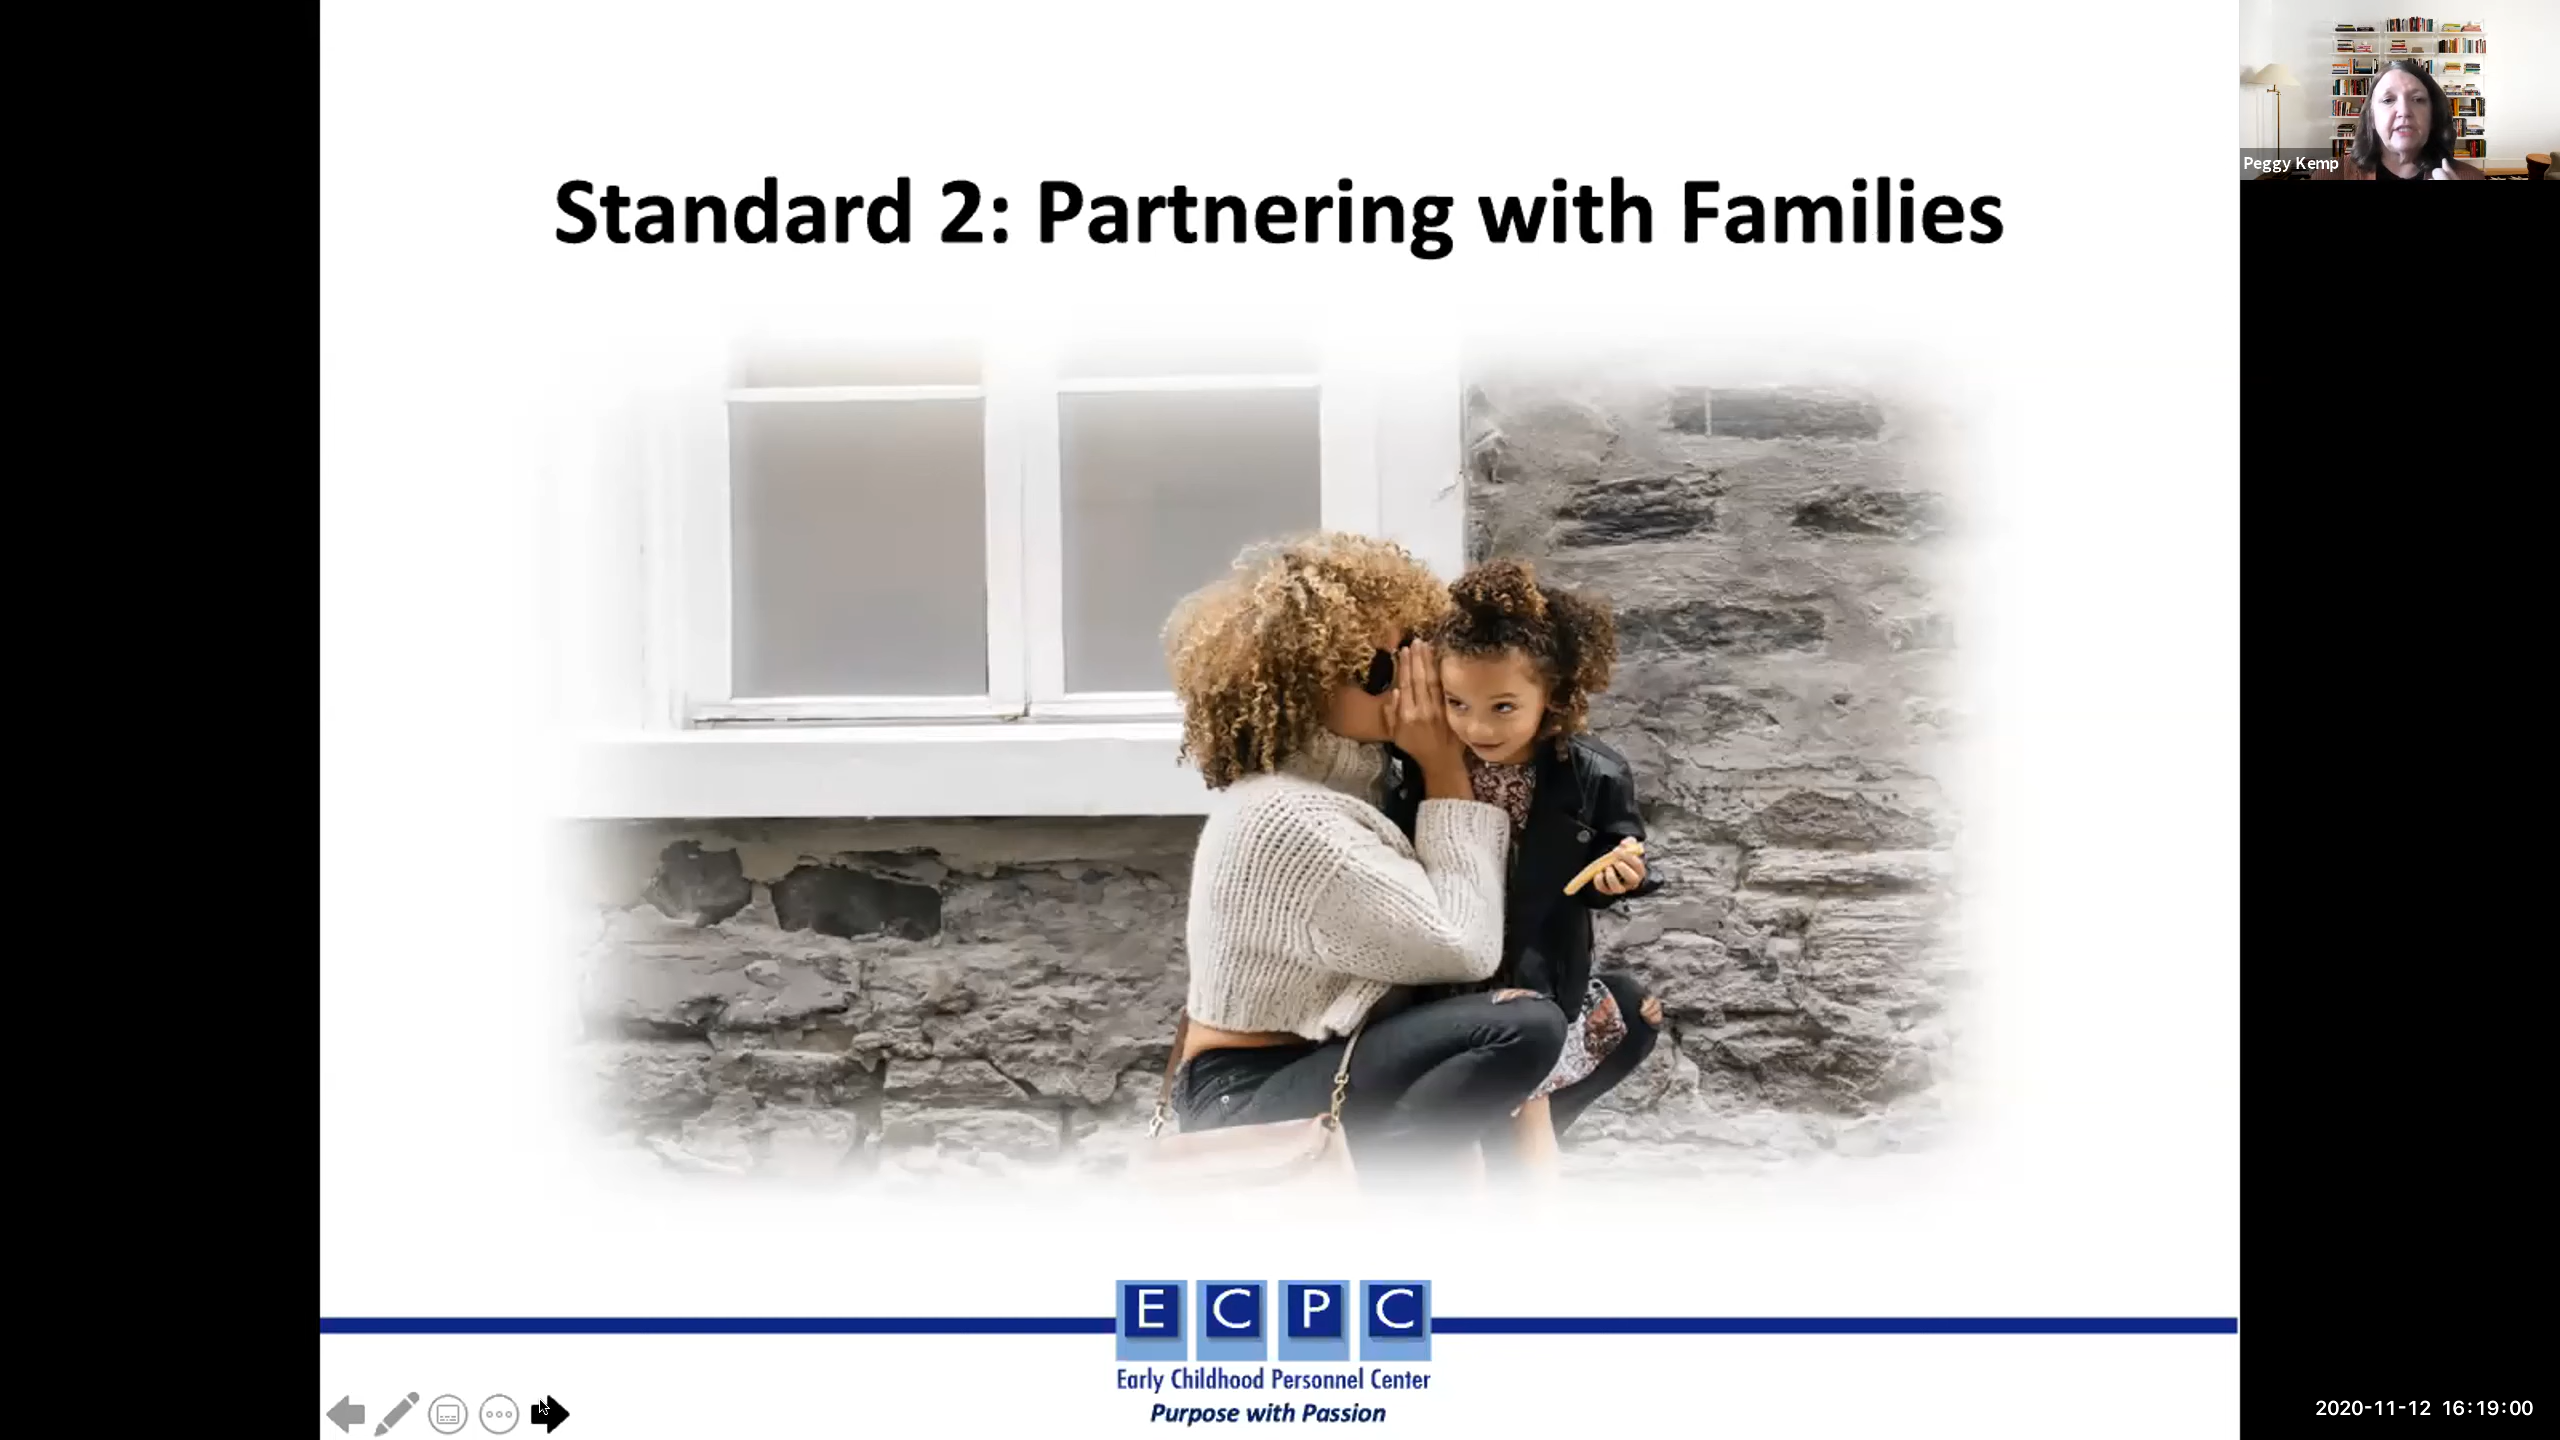 Peggy Kemp
Standard 2: Partnering with Families
E C P C
Early Childhood Personnel Center
Purpose with Passion
2020-11-12 16:19:00